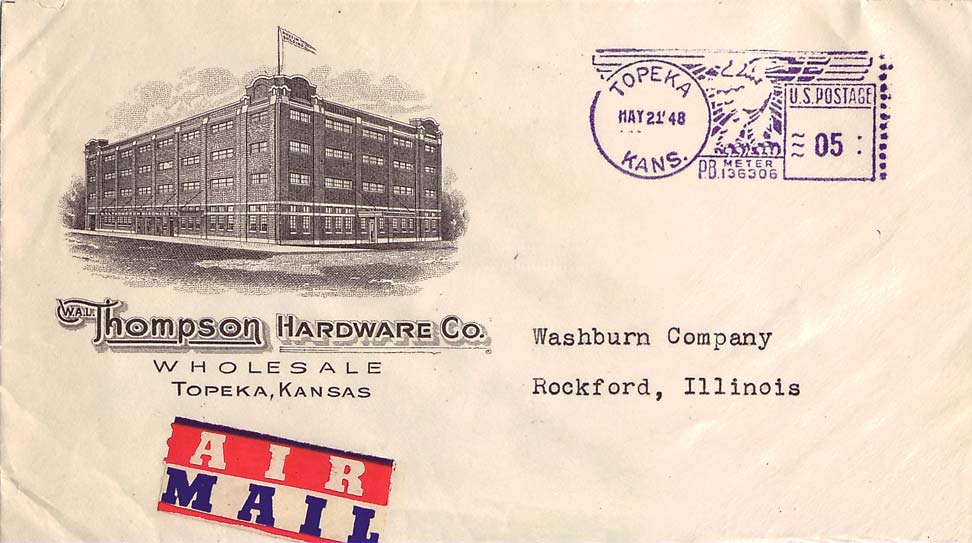 TOPEKA
MAY 21 '48
KANS.
U.S. POSTAGE
05
METER
P.B. 136306
W.A.L. Thompson HARDWARE CO.
WHOLESALE
TOPEKA, KANSAS
Washburn Company
Rockford, Illinois
AIR
MAIL